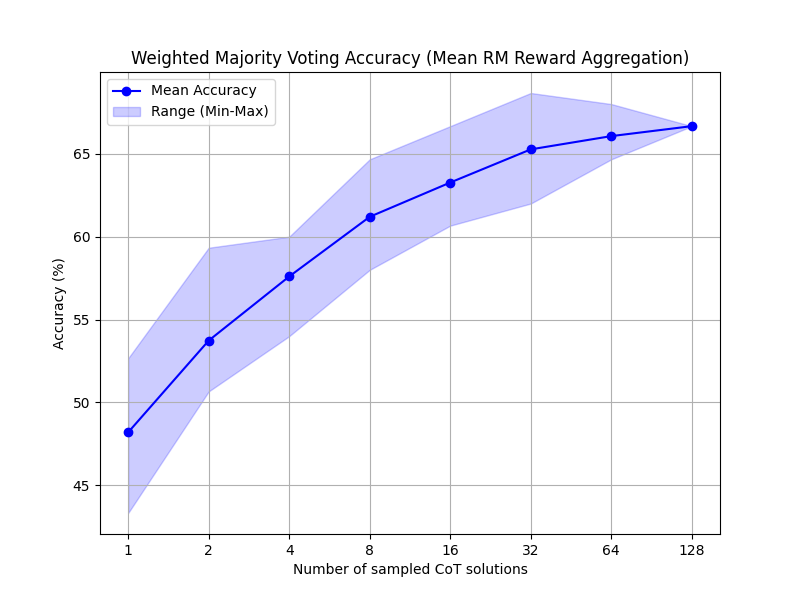 Weighted Majority Voting Accuracy (Mean RM Reward Aggregation)
Mean Accuracy
Range (Min-Max)
Accuracy (%)
65
60
55
50
45
1 2 4 8 16 32 64 128
Number of sampled CoT solutions